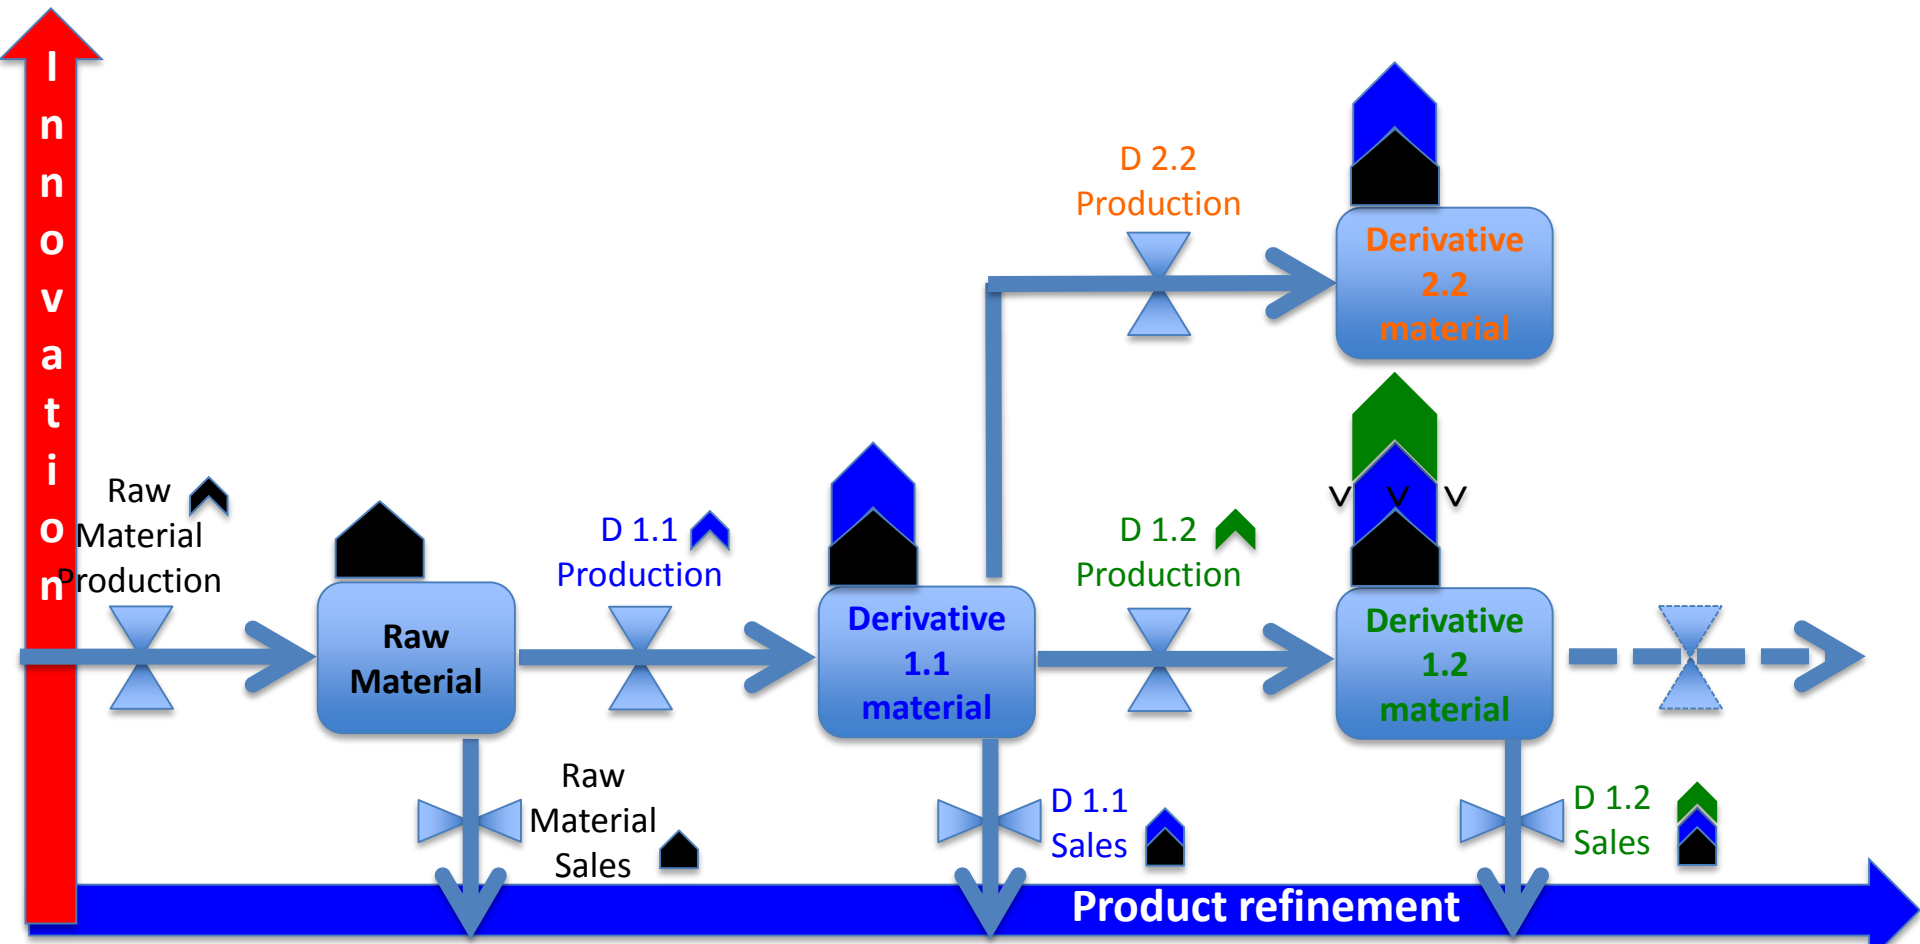 Innovation
Raw
Material
Production
Raw
Material
Raw
Material
Sales
D 1.1
Production
Derivative
1.1
material
D 1.1
Sales
D 2.2
Production
Derivative
2.2
material
D 1.2
Production
V V V
Derivative
1.2
material
D 1.2
Sales
Product refinement